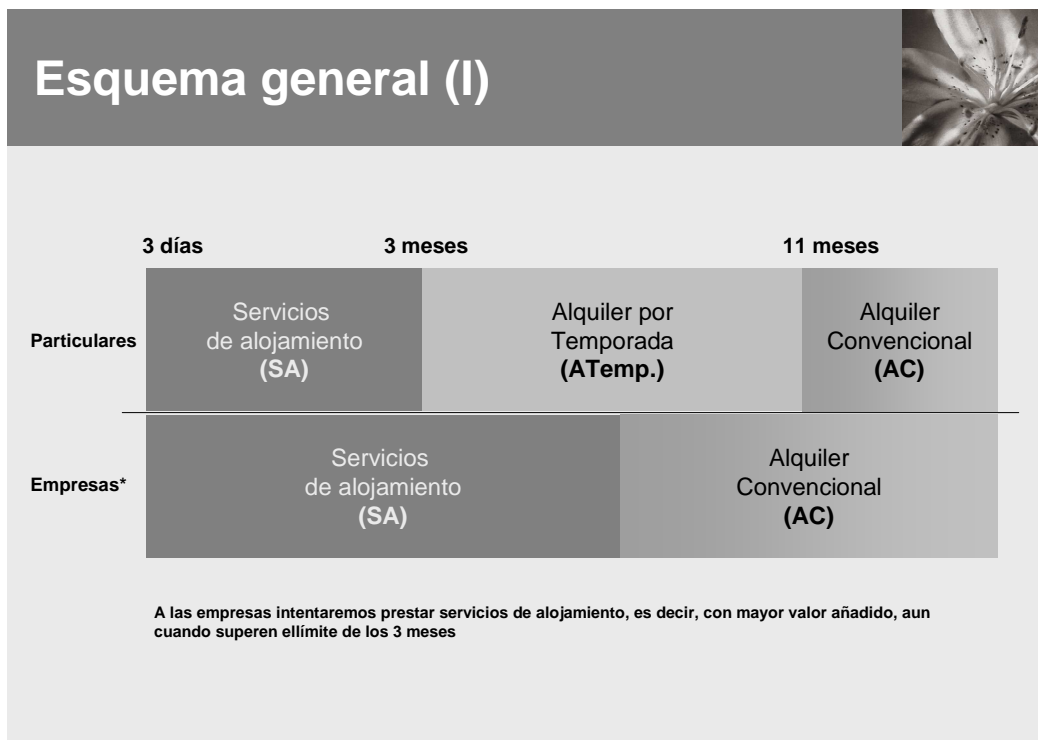 Esquema general (I)
3 días
3 meses
11 meses
Particulares
Servicios
de alojamiento
(SA)
Alquiler por
Temporada
(ATemp.)
Alquiler
Convencional
(AC)
Empresas*
Servicios
de alojamiento
(SA)
Alquiler
Convencional
(AC)
A las empresas intentaremos prestar servicios de alojamiento, es decir, con mayor valor añadido, aun
cuando superen ellímite de los 3 meses